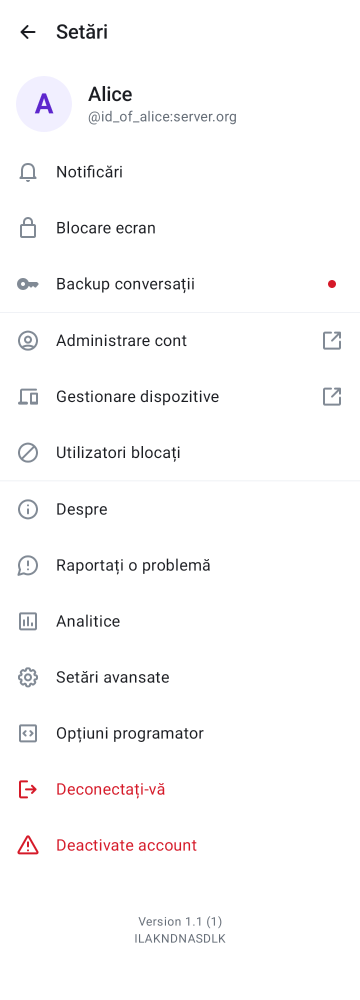 Setări
A
Alice
@id_of_alice:server.org
Notificări
Blocare ecran
Backup conversații
Administrare cont
Gestionare dispozitive
Utilizatori blocați
Despre
Raportați o problemă
Analitice
Setări avansate
Opțiuni programator
Deconectați-vă
Deactivate account
Version 1.1 (1)
ILAKNDNASDLK